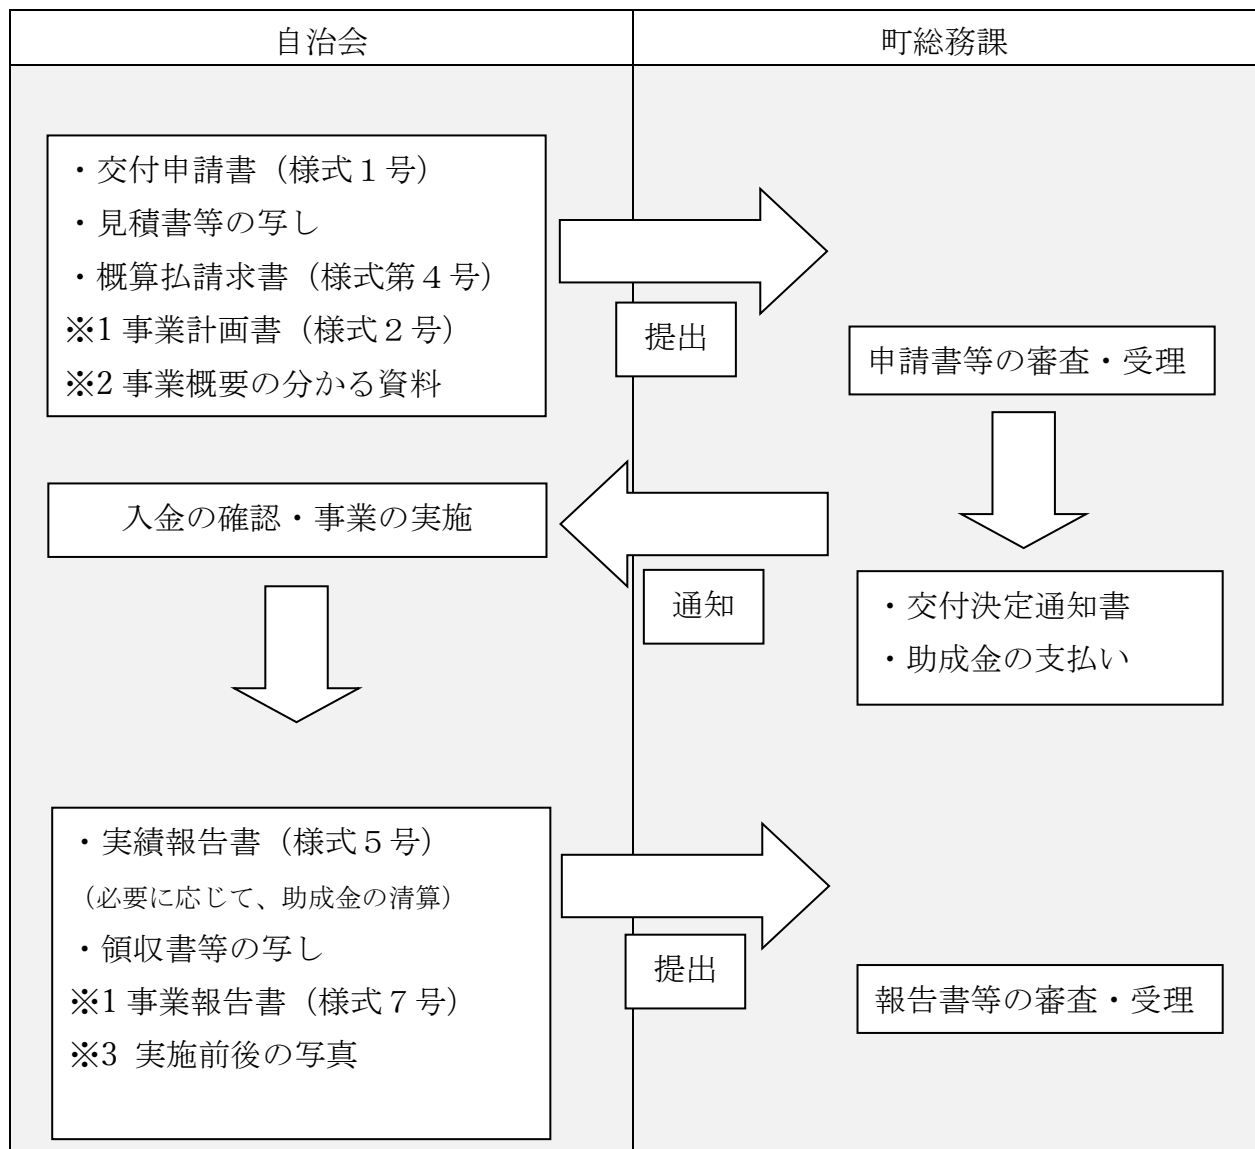 自治会
町総務課
・交付申請書（様式１号）
・見積書等の写し
・概算払請求書（様式第４号）
※1 事業計画書（様式２号）
※2 事業概要の分かる資料
提出
申請書等の審査・受理
入金の確認・事業の実施
通知
・交付決定通知書
・助成金の支払い
・実績報告書（様式５号）
（必要に応じて、助成金の清算）
・領収書等の写し
※1 事業報告書（様式７号）
※3 実施前後の写真
提出
報告書等の審査・受理